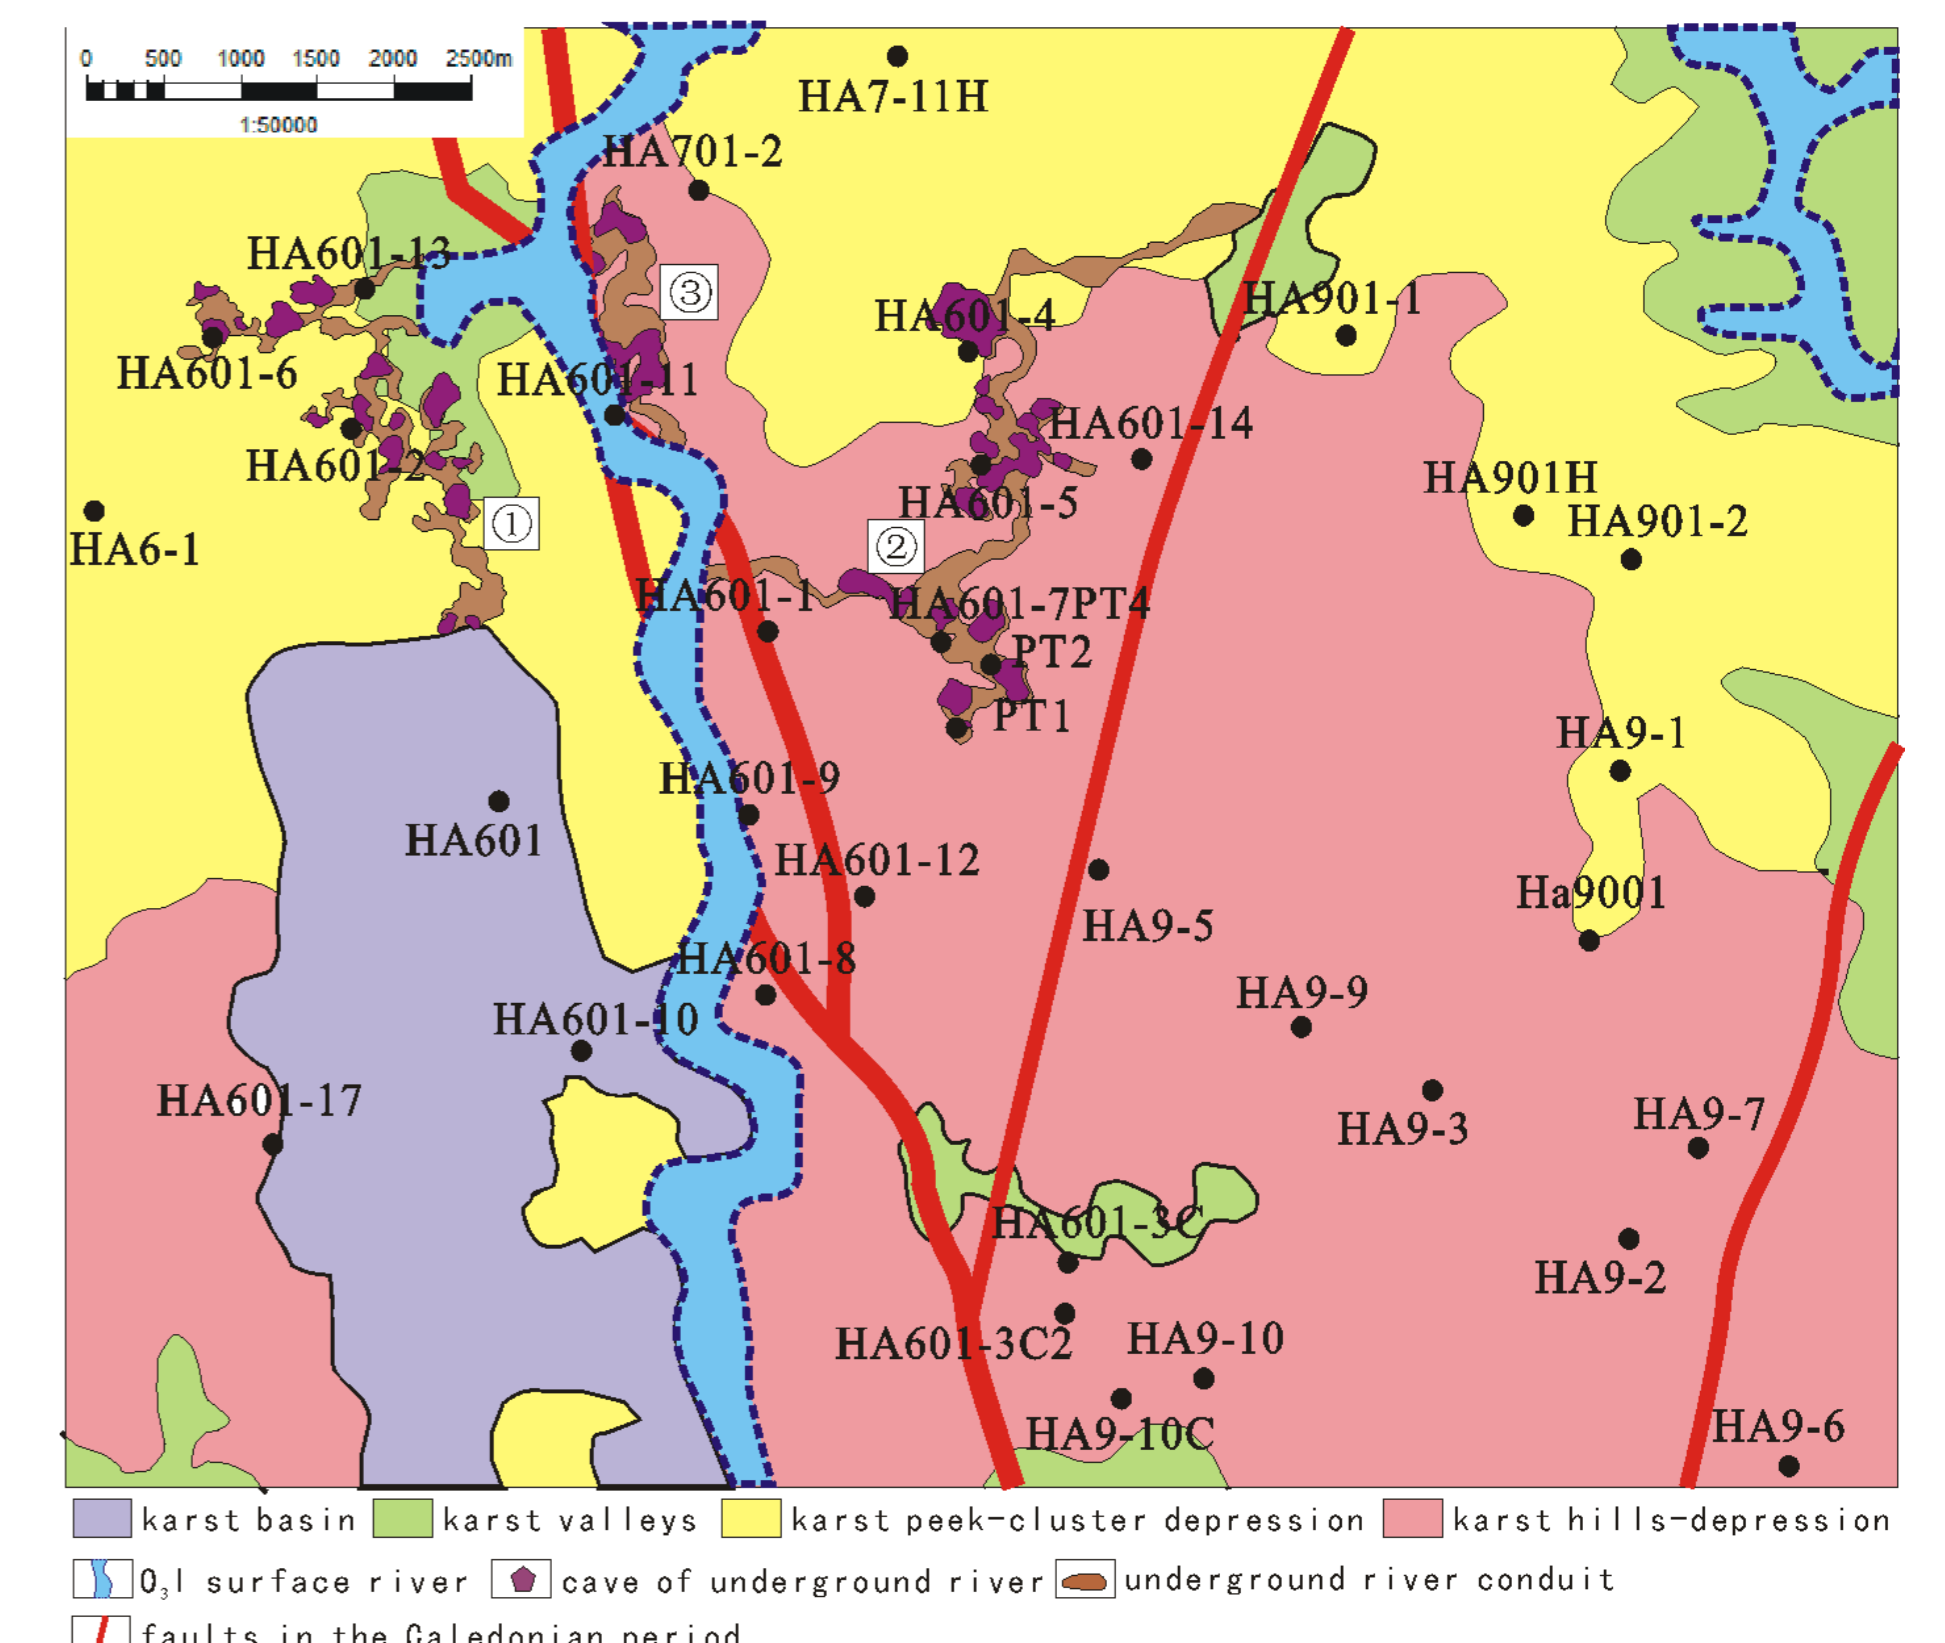 0 500 1000 1500 2000 2500m
1:50000
HA7-11H
HA701-2
HA601-13
③
HA601-4
HA901-1
HA601-6
HA601-11
HA601-14
HA601-2
HA901H
HA601-5
HA901-2
①
②
HA6-1
HA601-1
HA601-7PT4
PT2
PT1
HA9-1
HA601-9
HA601
HA601-12
Ha9001
HA9-5
HA601-8
HA9-9
HA601-10
HA601-17
HA9-3
HA9-7
HA601-3C
HA9-2
HA601-3C2
HA9-10
HA9-10C
HA9-6
karst basin karst valleys karst peek-cluster depression karst hills-depression
O₃l surface river cave of underground river underground river conduit
faults in the Caledonian period